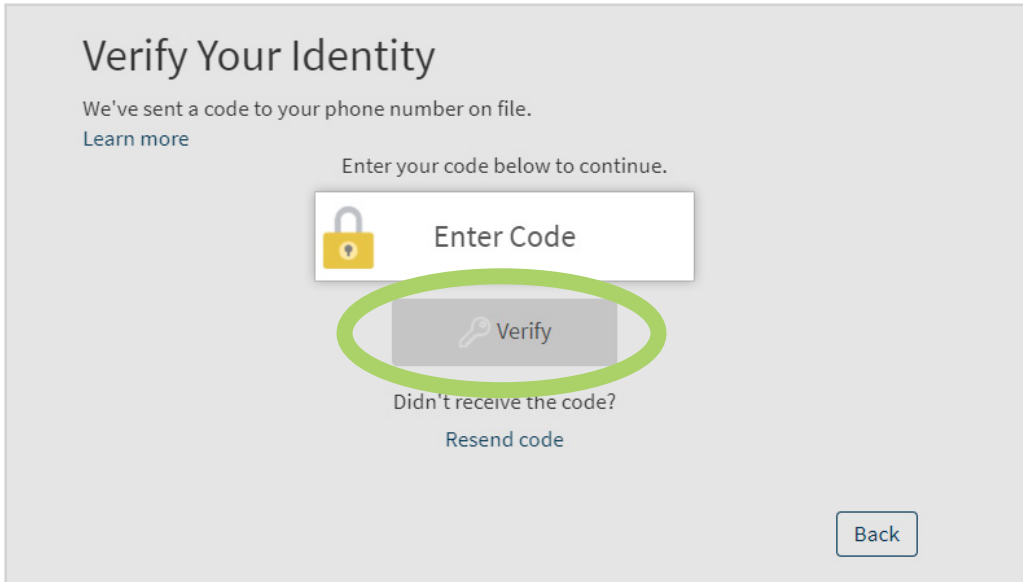 Verify Your Identity
We've sent a code to your phone number on file.
Learn more
Enter your code below to continue.
Enter Code
Verify
Didn't receive the code?
Resend code
Back